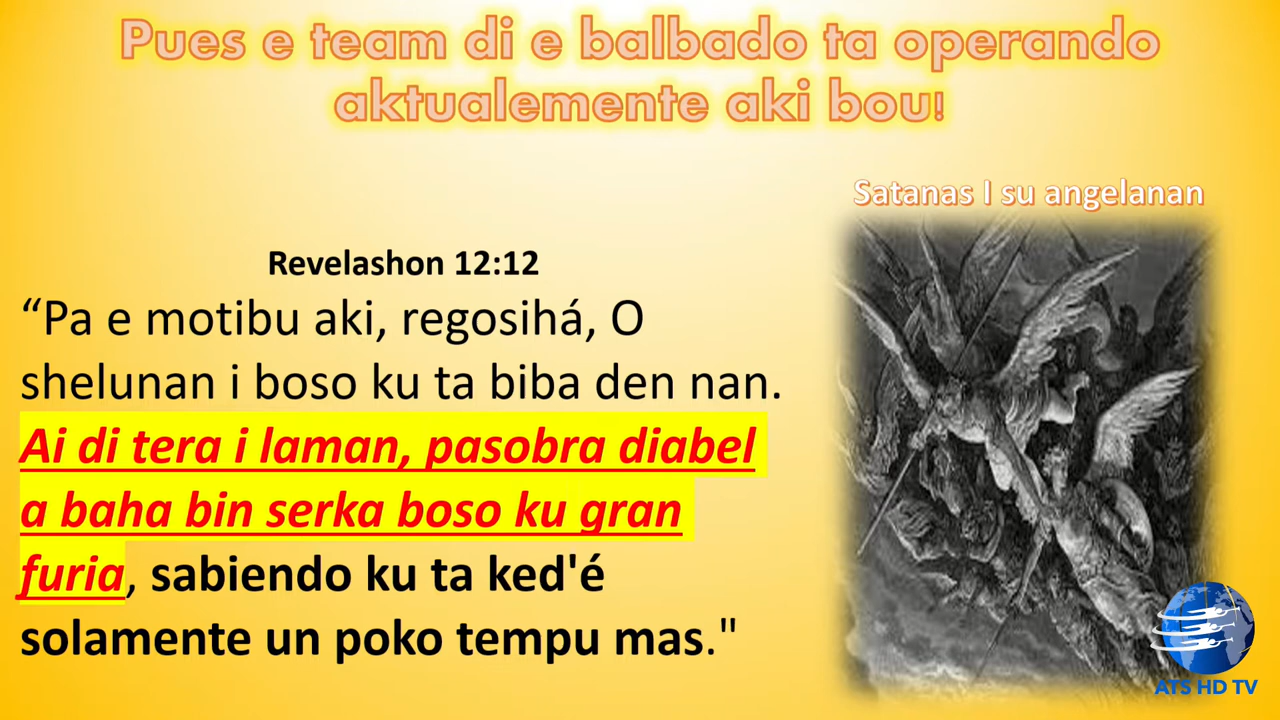 Pues e team di e balbado ta operando
aktualemente aki bou!
Satanas I su angelanan
Revelashon 12:12
“Pa e motibu aki, regosihá, O
shelunan i boso ku ta biba den nan.
Ai di tera i laman, pasobra diabel
a baha bin serka boso ku gran
furia, sabiendo ku ta ked'é
solamente un poko tempu mas."
ATS HD TV